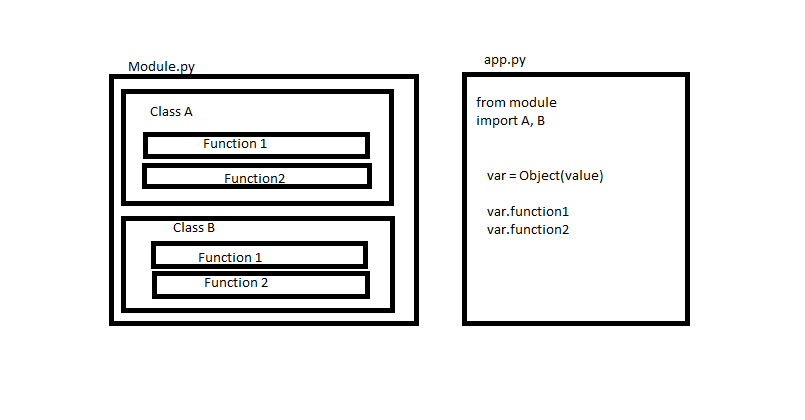 Module.py
Class A
Function 1
Function2
Class B
Function 1
Function 2
app.py
from module
import A, B
var = Object(value)
var.function1
var.function2